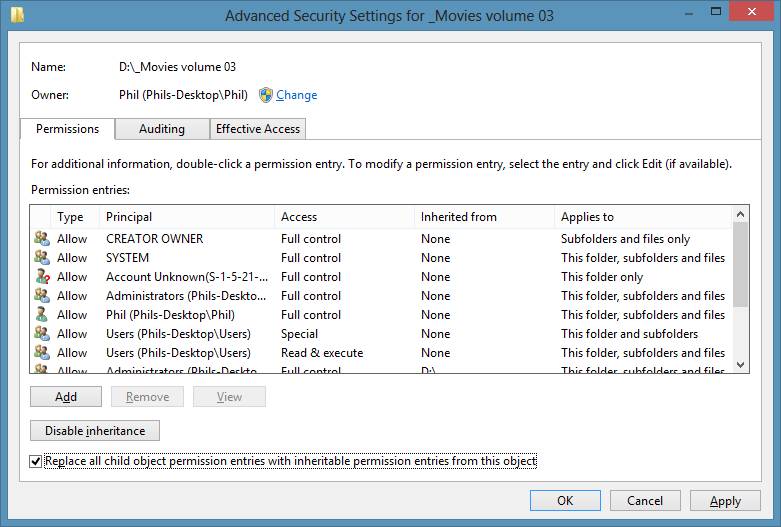 Advanced Security Settings for _Movies volume 03
Name: D:\_Movies volume 03
Owner: Phil (Phils-Desktop\Phil) Change
Permissions Auditing Effective Access
For additional information, double-click a permission entry. To modify a permission entry, select the entry and click Edit (if available).
Permission entries:
Type Principal Access Inherited from Applies to
Allow CREATOR OWNER Full control None Subfolders and files only
Allow SYSTEM Full control None This folder, subfolders and files
Allow Account Unknown(S-1-5-21-... Full control None This folder only
Allow Administrators (Phils-Deskto... Full control None This folder, subfolders and files
Allow Phil (Phils-Desktop\Phil) Full control None This folder, subfolders and files
Allow Users (Phils-Desktop\Users) Special None This folder and subfolders
Allow Users (Phils-Desktop\Users) Read & execute None This folder, subfolders and files
Allow Administrators (Phils-Deskto... Full control D:\ This folder, subfolders and files
Add Remove View
Disable inheritance
Replace all child object permission entries with inheritable permission entries from this object
OK Cancel Apply